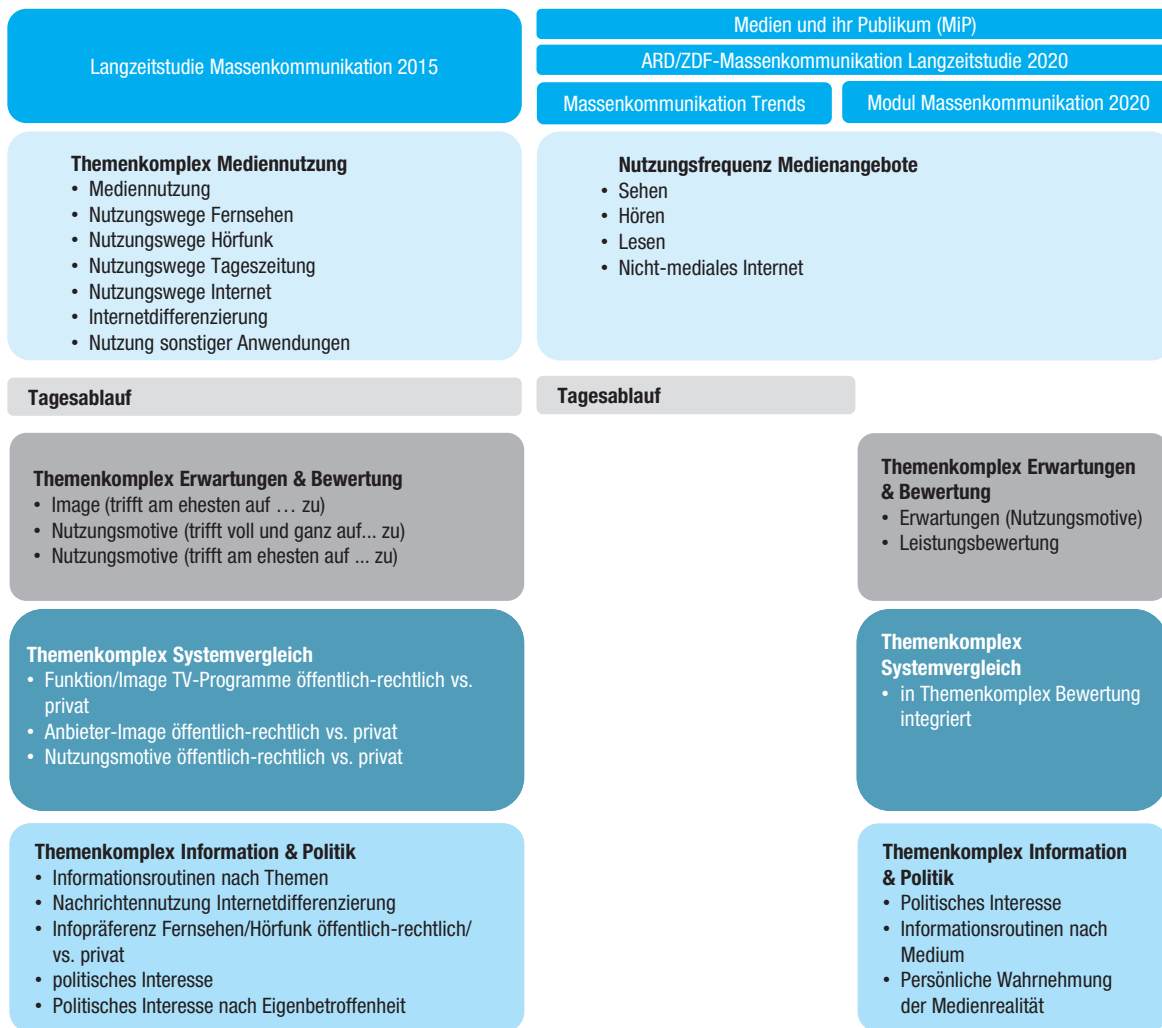 Langzeitstudie Massenkommunikation 2015
Medien und ihr Publikum (MiP)
ARD/ZDF-Massenkommunikation Langzeitstudie 2020
Massenkommunikation Trends
Modul Massenkommunikation 2020
Themenkomplex Mediennutzung
• Mediennutzung
• Nutzungswege Fernsehen
• Nutzungswege Hörfunk
• Nutzungswege Tageszeitung
• Nutzungswege Internet
• Internetdifferenzierung
• Nutzung sonstiger Anwendungen
Nutzungsfrequenz Medienangebote
• Sehen
• Hören
• Lesen
• Nicht-mediales Internet
Tagesablauf
Tagesablauf
Themenkomplex Erwartungen & Bewertung
• Image (trifft am ehesten auf … zu)
• Nutzungsmotive (trifft voll und ganz auf... zu)
• Nutzungsmotive (trifft am ehesten auf ... zu)
Themenkomplex Erwartungen
& Bewertung
• Erwartungen (Nutzungsmotive)
• Leistungsbewertung
Themenkomplex Systemvergleich
• Funktion/Image TV-Programme öffentlich-rechtlich vs.
privat
• Anbieter-Image öffentlich-rechtlich vs. privat
• Nutzungsmotive öffentlich-rechtlich vs. privat
Themenkomplex
Systemvergleich
• in Themenkomplex Bewertung
integriert
Themenkomplex Information & Politik
• Informationsroutinen nach Themen
• Nachrichtennutzung Internetdifferenzierung
• Infopräferenz Fernsehen/Hörfunk öffentlich-rechtlich/
vs. privat
• politisches Interesse
• Politisches Interesse nach Eigenbetroffenheit
Themenkomplex Information
& Politik
• Politisches Interesse
• Informationsroutinen nach
Medium
• Persönliche Wahrnehmung
der Medienrealität